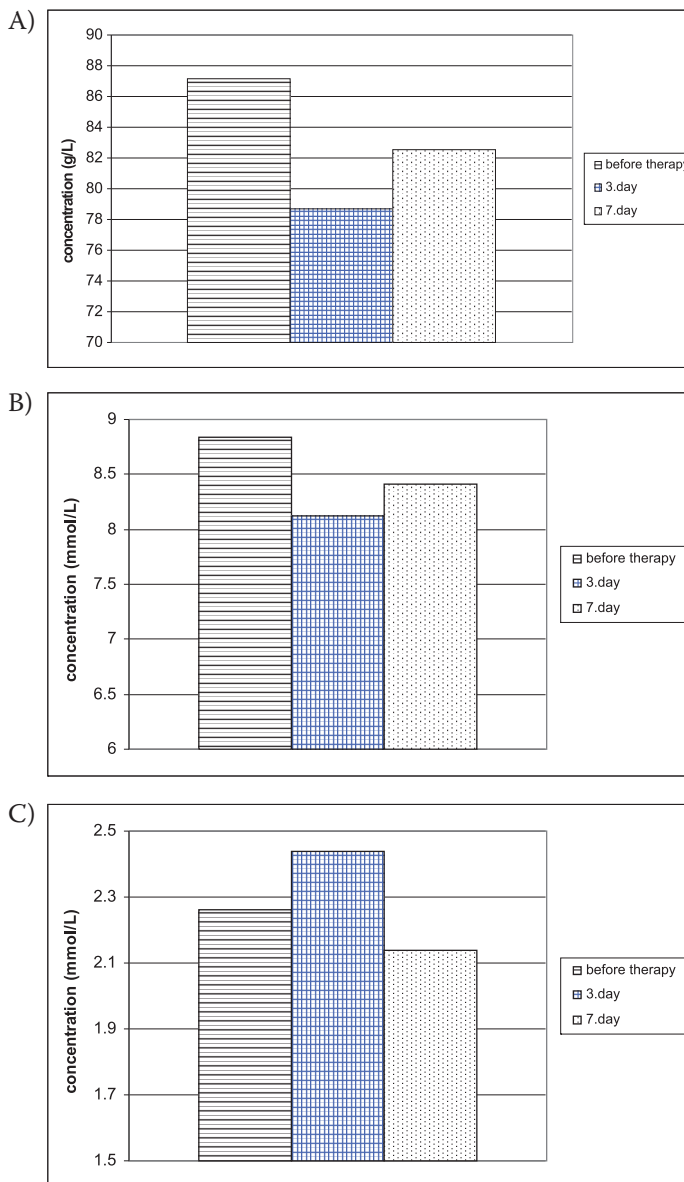 A)
concentration (g/L)
90
88
86
84
82
80
78
76
74
72
70
before therapy
3.day
7.day
B)
concentration (mmol/L)
9
8.5
8
7.5
7
6.5
6
before therapy
3.day
7.day
C)
concentration (mmol/L)
2.5
2.3
2.1
1.9
1.7
1.5
before therapy
3.day
7.day